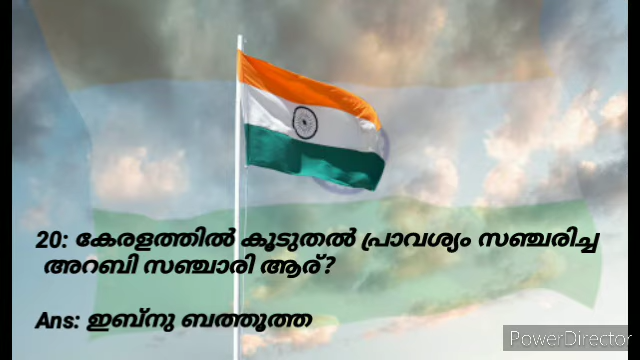 20: കേരളത്തിൽ കൂടുതൽ പ്രാവശ്യം സഞ്ചരിച്ച
അറബി സഞ്ചാരി ആര്?
Ans: ഇബ്നു ബത്തൂത്ത
PowerDirector